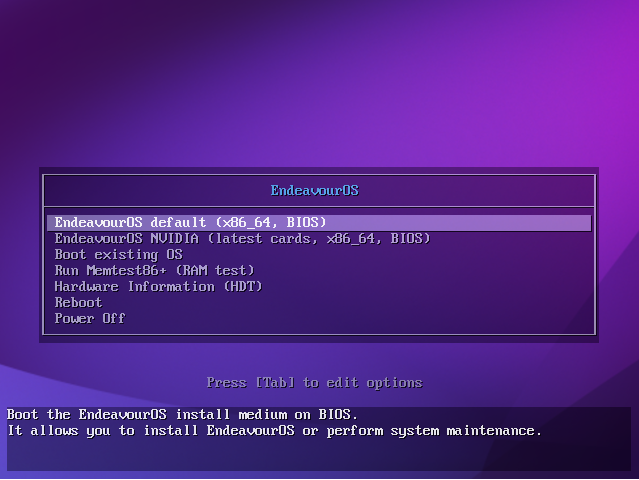 EndeavourOS
EndeavourOS default (x86_64, BIOS)
EndeavourOS NVIDIA (latest cards, x86_64, BIOS)
Boot existing OS
Run Memtest86+ (RAM test)
Hardware Information (HDT)
Reboot
Power Off
Press [Tab] to edit options
Boot the EndeavourOS install medium on BIOS.
It allows you to install EndeavourOS or perform system maintenance.